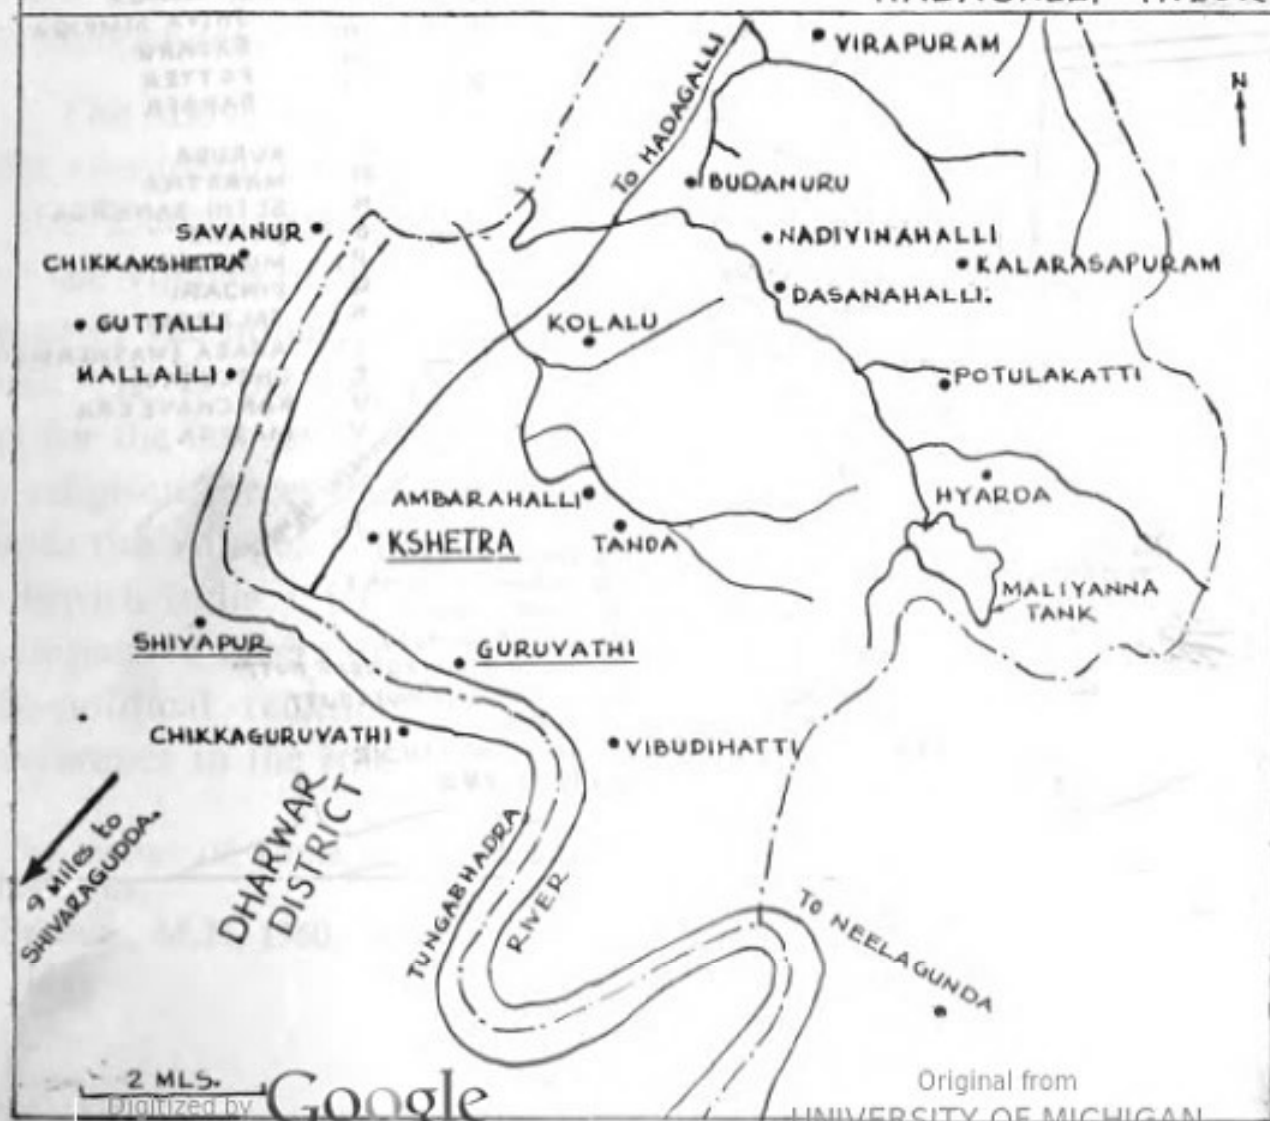 VIRAPURAM
N
To HADAGALLI
BUDANURU
SAVANUR
NADIVINAHALLI
CHIKKAKSHETRA
KALARASAPURAM
DASANAHALLI.
GUTTALLI
KOLALU
HALLALLI
POTULAKATTI
AMBARAHALLI
HYARDA
KSHETRA
TANDA
MALIYANNA
TANK
SHIVAPUR
GURUVATHI
CHIKKAGURUVATHI
VIBUDIHATTI
DHARWAR
DISTRICT
9 Miles to
SHIVARAGUDDA.
TUNGABHADRA
RIVER
TO NEELAGUNDA
2 MLS.
Digitized by Google
Original from
UNIVERSITY OF MICHIGAN